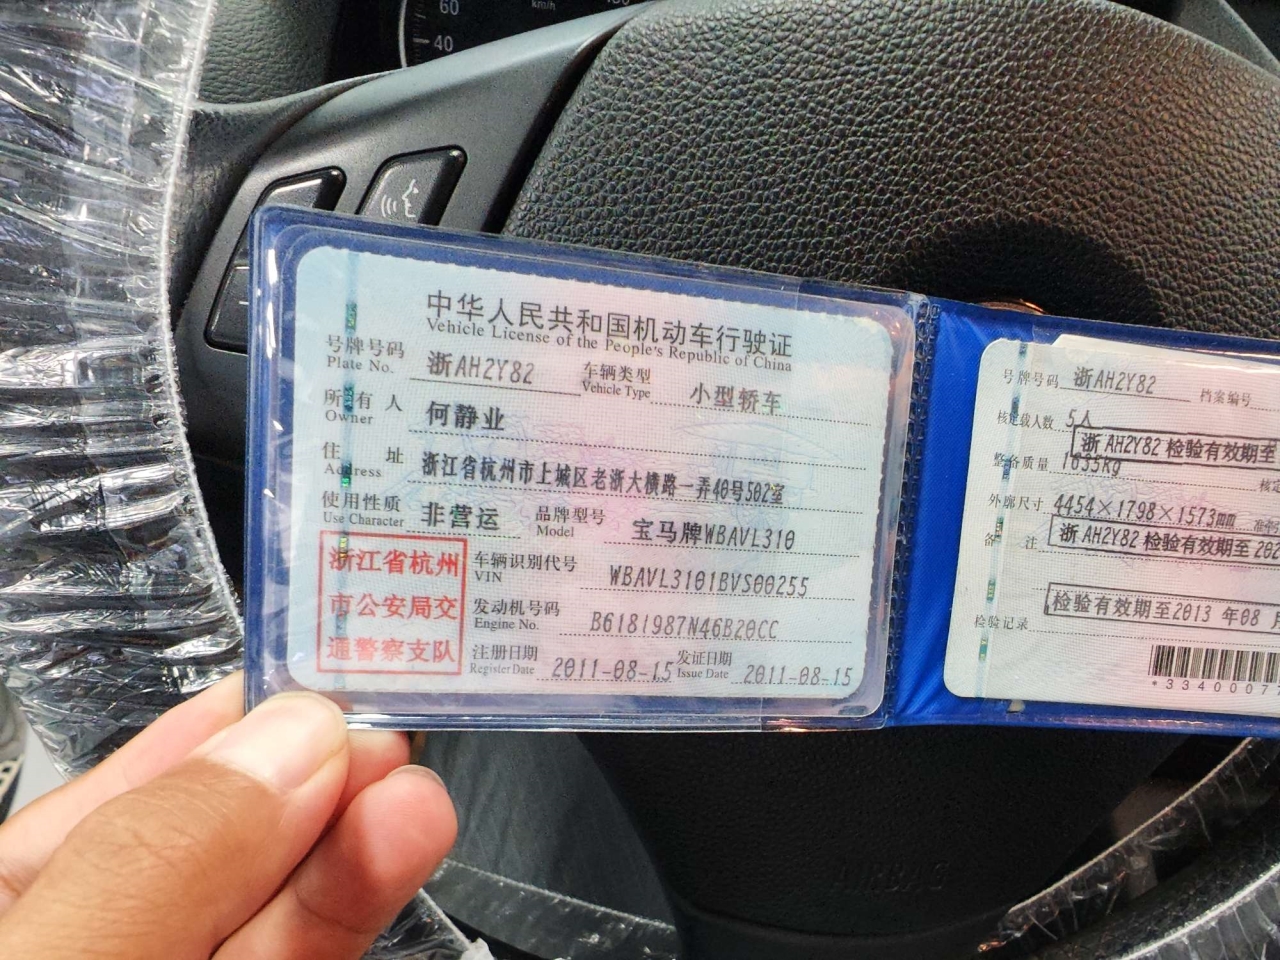 60
40
km/h
中华人民共和国机动车行驶证
Vehicle License of the People's Republic of China
号牌号码 浙AH2Y82 车辆类型 小型轿车
Plate No. Vehicle Type
所有人 何静业
Owner
住址 浙江省杭州市上城区老浙大横路一弄40号502室
Address
使用性质 非营运 品牌型号 宝马牌WBAVL310
Use Character Model
浙江省杭州
市公安局交
通警察支队
车辆识别代号 WBAVL3101BVS00255
VIN
发动机号码 B6181987N46B20CC
Engine No.
注册日期 2011-08-15 发证日期 2011-08-15
Register Date Issue Date
号牌号码 浙AH2Y82 档案编号
核定载人数 5人
浙AH2Y82 检验有效期至
整备质量 1635Kg 核定
外廓尺寸 4454×1798×1573mm
备注 浙AH2Y82 检验有效期至 202
检验有效期至2013 年08 月
检验记录
*3340007
AIRBAG